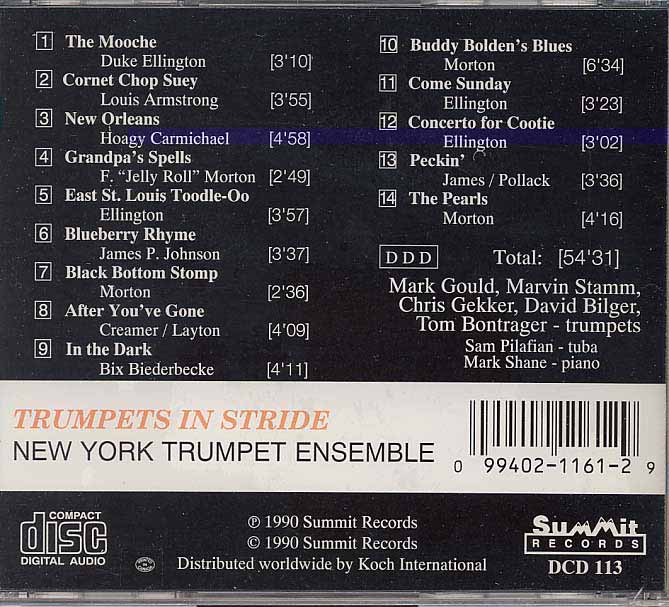 1 The Mooche
Duke Ellington [3'10]
2 Cornet Chop Suey
Louis Armstrong [3'55]
3 New Orleans
Hoagy Carmichael [4'58]
4 Grandpa's Spells
F. "Jelly Roll" Morton [2'49]
5 East St. Louis Toodle-Oo
Ellington [3'57]
6 Blueberry Rhyme
James P. Johnson [3'37]
7 Black Bottom Stomp
Morton [2'36]
8 After You've Gone
Creamer / Layton [4'09]
9 In the Dark
Bix Biederbecke [4'11]
10 Buddy Bolden's Blues
Morton [6'34]
11 Come Sunday
Ellington [3'23]
12 Concerto for Cootie
Ellington [3'02]
13 Peckin'
James / Pollack [3'36]
14 The Pearls
Morton [4'16]
DDD Total: [54'31]
Mark Gould, Marvin Stamm,
Chris Gekker, David Bilger,
Tom Bontrager - trumpets
Sam Pilafian - tuba
Mark Shane - piano
TRUMPETS IN STRIDE
NEW YORK TRUMPET ENSEMBLE
0 99402-1161-2 9
COMPACT
disc
DIGITAL AUDIO
℗ 1990 Summit Records
© 1990 Summit Records
Distributed worldwide by Koch International
Summit
RECORDS
DCD 113